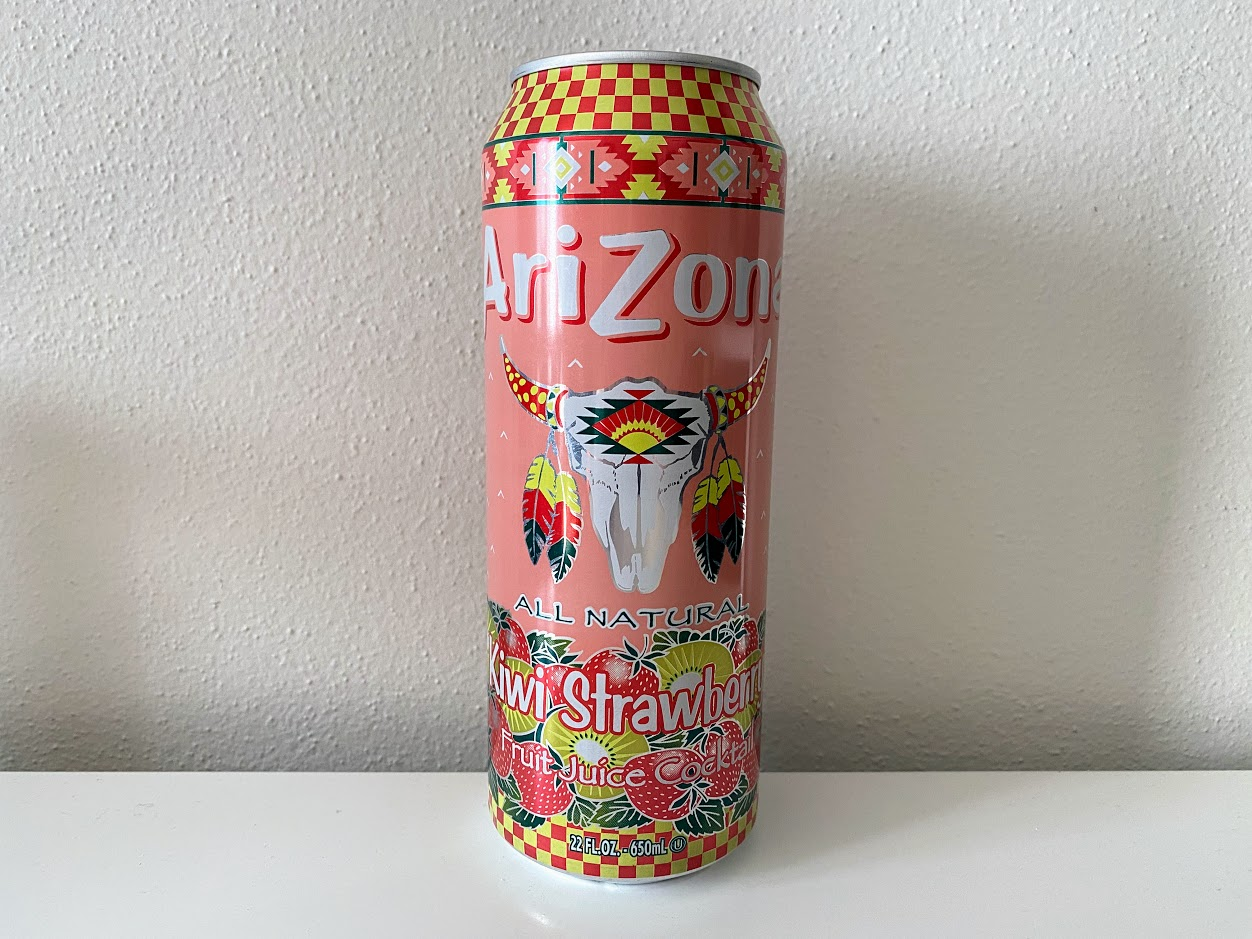 AriZona
ALL NATURAL
Kiwi Strawberry
Fruit Juice Cocktail
22 FL.OZ. - 650mL U